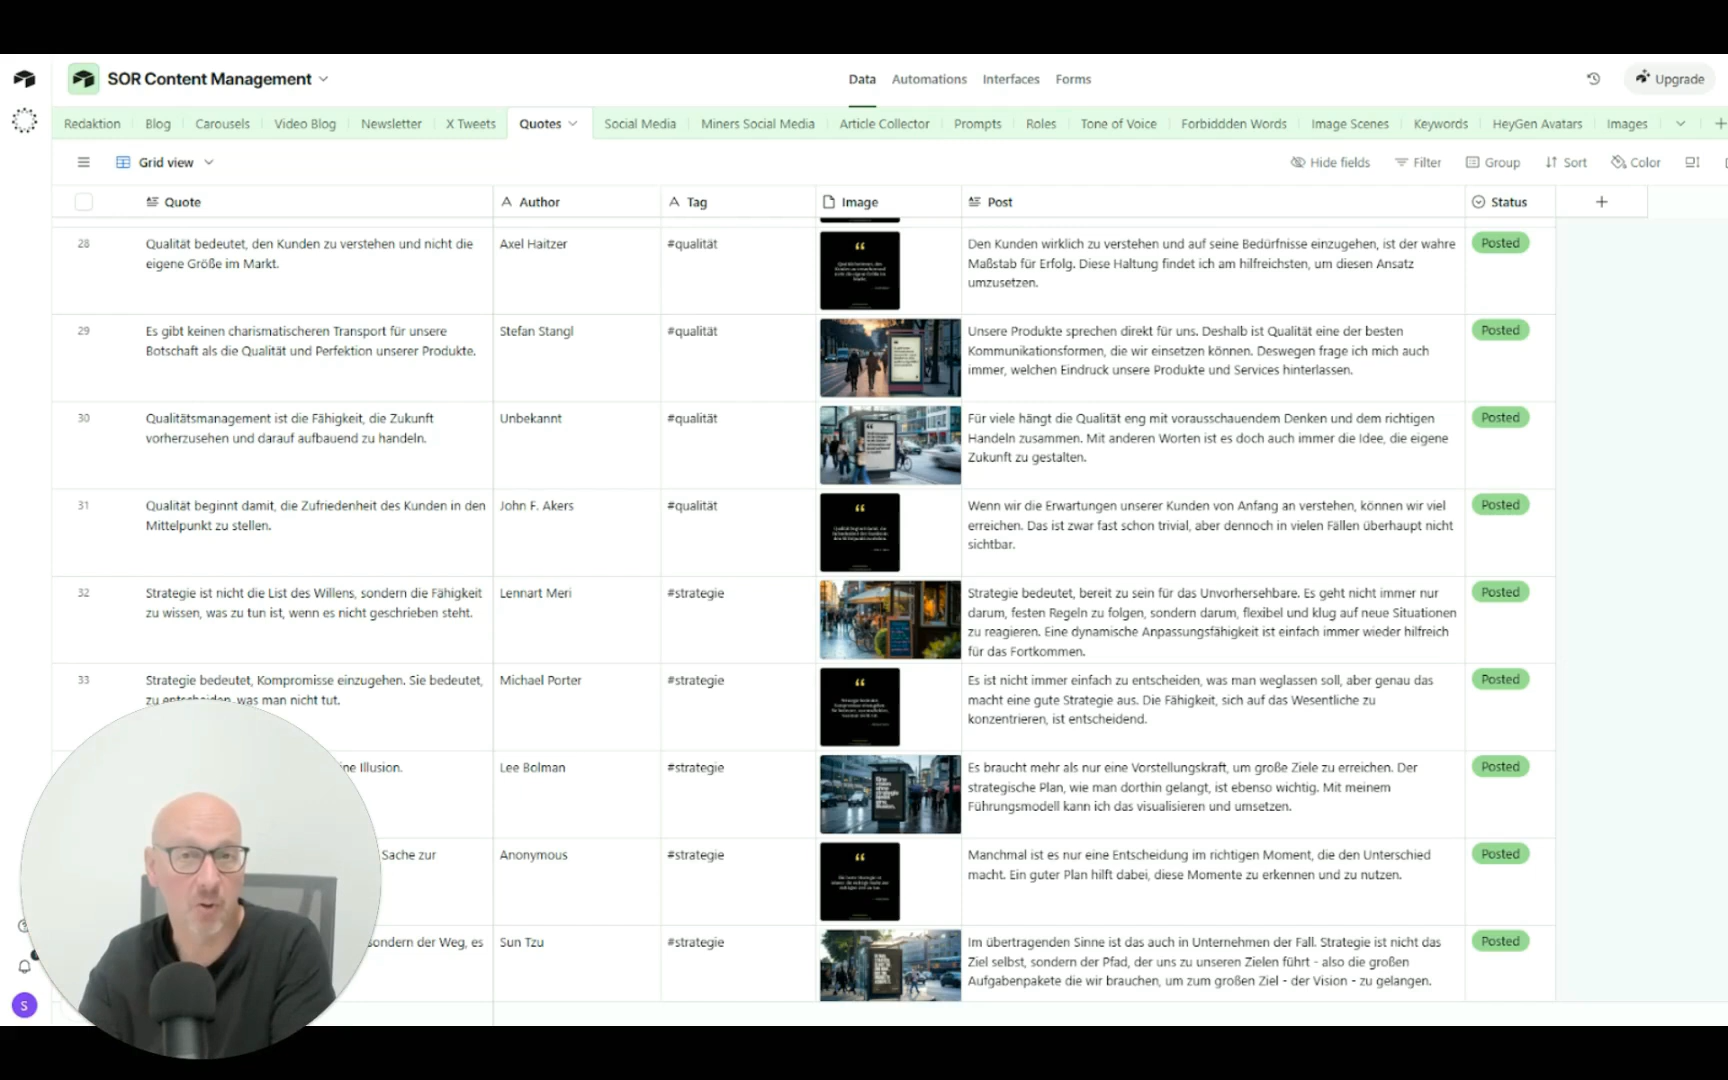 SOR Content Management
Data Automations Interfaces Forms
Upgrade
Redaktion Blog Carousels Video Blog Newsletter X Tweets Quotes Social Media Miners Social Media Article Collector Prompts Roles Tone of Voice Forbiddden Words Image Scenes Keywords HeyGen Avatars Images
Grid view
Hide fields Filter Group Sort Color
Quote Author Tag Image Post Status
28
Qualität bedeutet, den Kunden zu verstehen und nicht die
eigene Größe im Markt.
Axel Haitzer
#qualität
Den Kunden wirklich zu verstehen und auf seine Bedürfnisse einzugehen, ist der wahre
Maßstab für Erfolg. Diese Haltung findet ich am hilfreichsten, um diesen Ansatz
umzusetzen.
Posted
29
Es gibt keinen charismatischeren Transport für unsere
Botschaft als die Qualität und Perfektion unserer Produkte.
Stefan Stangl
#qualität
Unsere Produkte sprechen direkt für uns. Deshalb ist Qualität eine der besten
Kommunikationsformen, die wir einsetzen können. Deswegen frage ich mich auch
immer, welchen Eindruck unsere Produkte und Services hinterlassen.
Posted
30
Qualitätsmanagement ist die Fähigkeit, die Zukunft
vorherzusehen und darauf aufbauend zu handeln.
Unbekannt
#qualität
Für viele hängt die Qualität eng mit vorausschauendem Denken und dem richtigen
Handeln zusammen. Mit anderen Worten ist es doch auch immer die Idee, die eigene
Zukunft zu gestalten.
Posted
31
Qualität beginnt damit, die Zufriedenheit des Kunden in den
Mittelpunkt zu stellen.
John F. Akers
#qualität
Wenn wir die Erwartungen unserer Kunden von Anfang an verstehen, können wir viel
erreichen. Das ist zwar fast schon trivial, aber dennoch in vielen Fällen überhaupt nicht
sichtbar.
Posted
32
Strategie ist nicht die List des Willens, sondern die Fähigkeit
zu wissen, was zu tun ist, wenn es nicht geschrieben steht.
Lennart Meri
#strategie
Strategie bedeutet, bereit zu sein für das Unvorhersehbare. Es geht nicht immer nur
darum, festen Regeln zu folgen, sondern darum, flexibel und klug auf neue Situationen
zu reagieren. Eine dynamische Anpassungsfähigkeit ist einfach immer wieder hilfreich
für das Fortkommen.
Posted
33
Strategie bedeutet, Kompromisse einzugehen. Sie bedeutet,
zu entscheiden, was man nicht tut.
Michael Porter
#strategie
Es ist nicht immer einfach zu entscheiden, was man weglassen soll, aber genau das
macht eine gute Strategie aus. Die Fähigkeit, sich auf das Wesentliche zu
konzentrieren, ist entscheidend.
Posted
ine Illusion.
Lee Bolman
#strategie
Es braucht mehr als nur eine Vorstellungskraft, um große Ziele zu erreichen. Der
strategische Plan, wie man dorthin gelangt, ist ebenso wichtig. Mit meinem
Führungsmodell kann ich das visualisieren und umsetzen.
Posted
Sache zur
Anonymous
#strategie
Manchmal ist es nur eine Entscheidung im richtigen Moment, die den Unterschied
macht. Ein guter Plan hilft dabei, diese Momente zu erkennen und zu nutzen.
Posted
sondern der Weg, es
Sun Tzu
#strategie
Im übertragenden Sinne ist das auch in Unternehmen der Fall. Strategie ist nicht das
Ziel selbst, sondern der Pfad, der uns zu unseren Zielen führt - also die großen
Aufgabenpakete die wir brauchen, um zum großen Ziel - der Vision - zu gelangen.
Posted
S